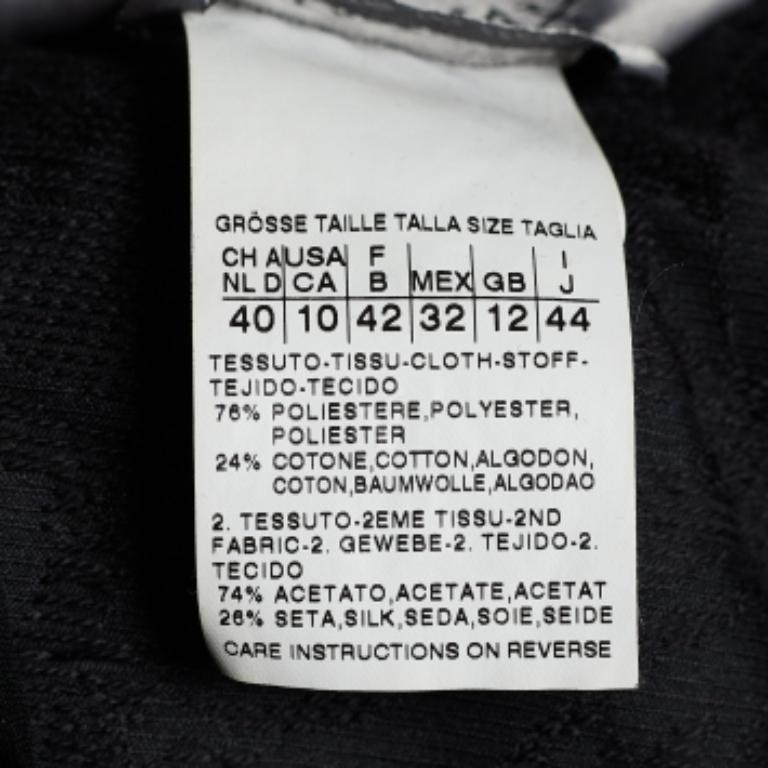 GRÖSSE TAILLE TALLA SIZE TAGLIA
CH A USA F I
NL D CA B MEX GB J
40 10 42 32 12 44
TESSUTO-TISSU-CLOTH-STOFF-
TEJIDO-TECIDO
76% POLIESTERE,POLYESTER,
POLIESTER
24% COTONE,COTTON,ALGODON,
COTON,BAUMWOLLE,ALGODAO
2. TESSUTO-2EME TISSU-2ND
FABRIC-2. GEWEBE-2. TEJIDO-2.
TECIDO
74% ACETATO,ACETATE,ACETAT
26% SETA,SILK,SEDA,SOIE,SEIDE
CARE INSTRUCTIONS ON REVERSE